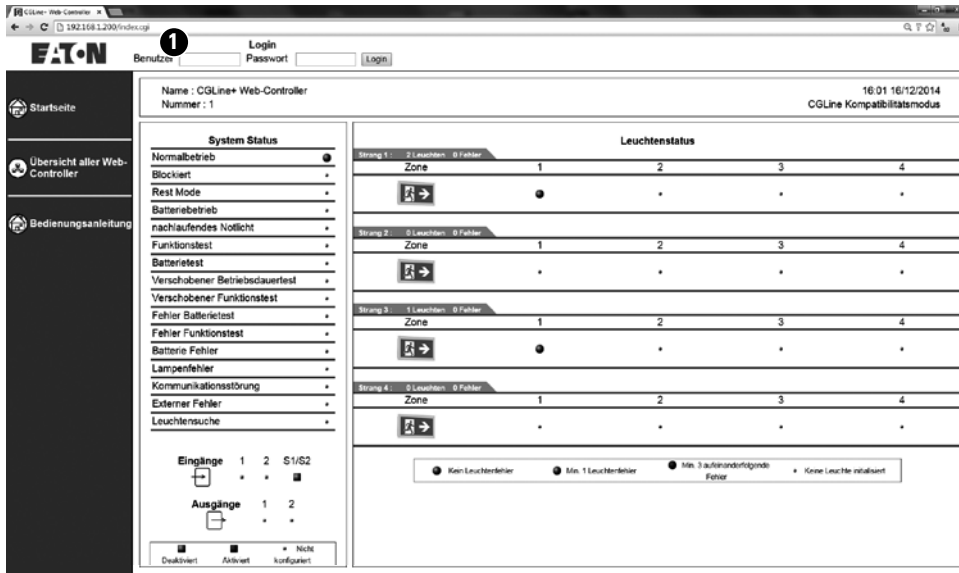 CGLine+ Web-Controller
192.168.1.200/index.cgi
EATON
1
Login
Benutzer
Passwort
Login
Startseite
Übersicht aller Web-
Controller
Bedienungsanleitung
Name : CGLine+ Web-Controller
Nummer : 1
16:01 16/12/2014
CGLine Kompatibilitätsmodus
System Status
Normalbetrieb
Blockiert
Rest Mode
Batteriebetrieb
nachlaufendes Notlicht
Funktionstest
Batterietest
Verschobener Betriebsdauertest
Verschobener Funktionstest
Fehler Batterietest
Fehler Funktionstest
Batterie Fehler
Lampenfehler
Kommunikationsstörung
Externer Fehler
Leuchtensuche
Eingänge 1 2 S1/S2
Ausgänge 1 2
Deaktiviert Aktiviert Nicht
konfiguriert
Leuchtenstatus
Strang 1 : 2 Leuchten 0 Fehler
Zone 1 2 3 4
Strang 2 : 0 Leuchten 0 Fehler
Zone 1 2 3 4
Strang 3 : 1 Leuchten 0 Fehler
Zone 1 2 3 4
Strang 4 : 0 Leuchten 0 Fehler
Zone 1 2 3 4
Kein Leuchtenfehler Min. 1 Leuchtenfehler Min. 3 aufeinanderfolgende
Fehler Keine Leuchte initialisiert